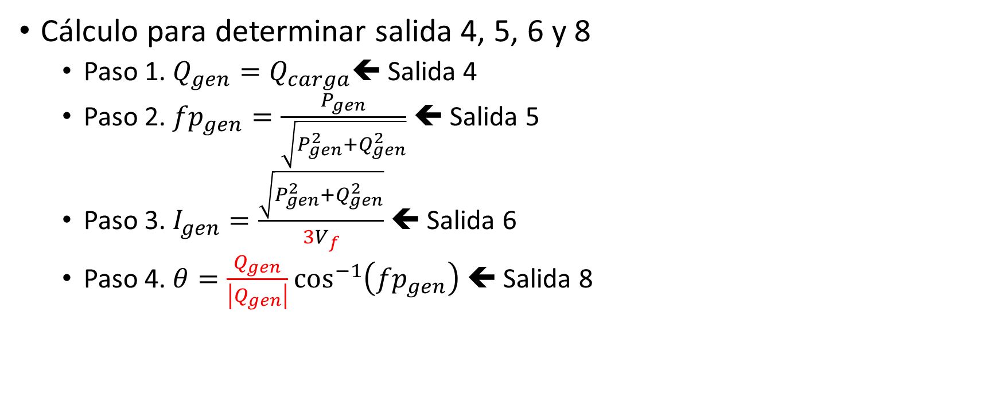 • Cálculo para determinar salida 4, 5, 6 y 8
• Paso 1. $Q_{gen} = Q_{carga}$ 🡸 Salida 4
• Paso 2. $fp_{gen} = \frac{P_{gen}}{\sqrt{P_{gen}^2+Q_{gen}^2}}$ 🡸 Salida 5
• Paso 3. $I_{gen} = \frac{\sqrt{P_{gen}^2+Q_{gen}^2}}{3V_f}$ 🡸 Salida 6
• Paso 4. $\theta = \frac{Q_{gen}}{|Q_{gen}|}\cos^{-1}(fp_{gen})$ 🡸 Salida 8